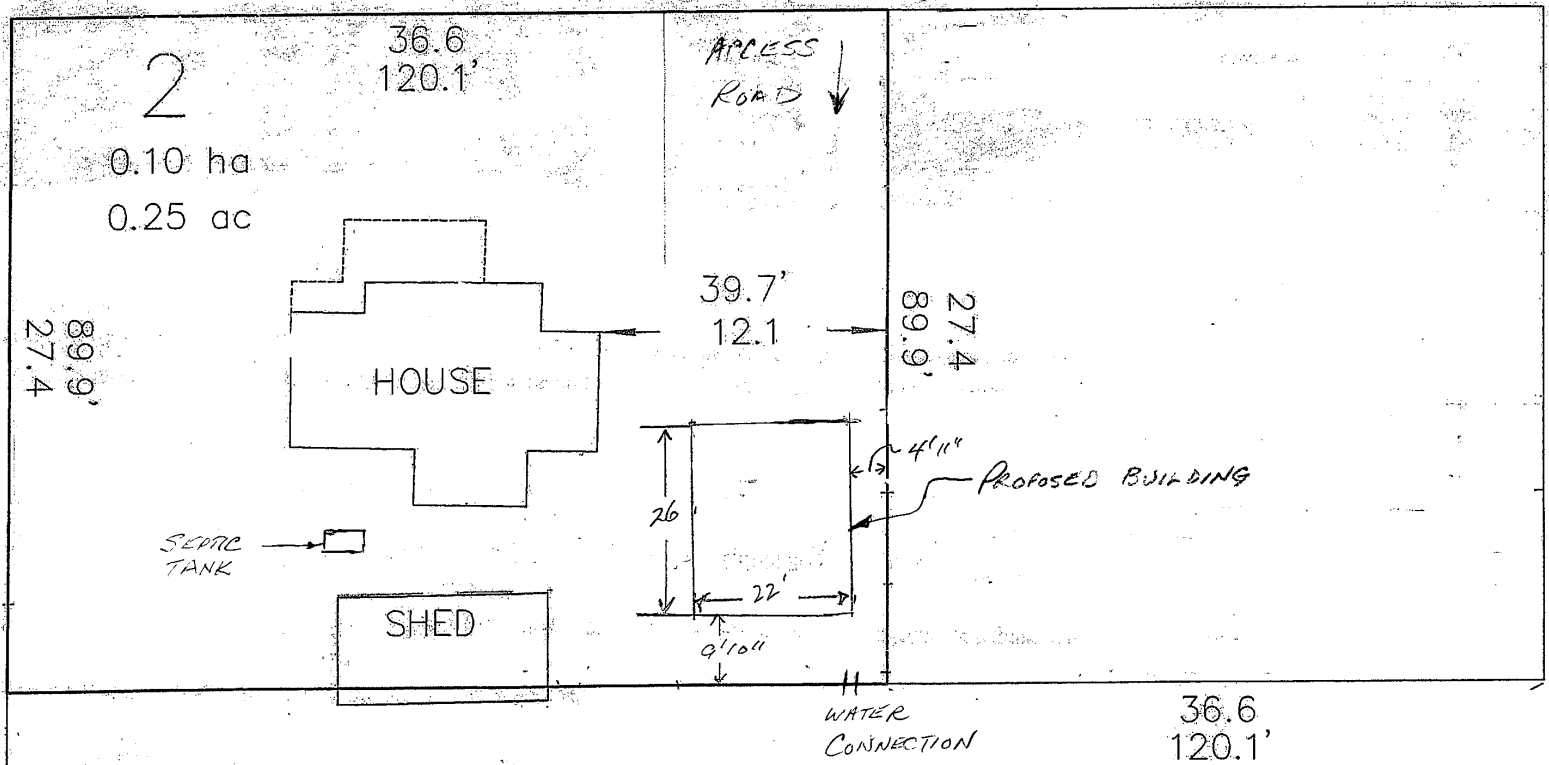 2
36.6
120.1'
0.10 ha
0.25 ac
ACCESS
ROAD
39.7'
12.1
89.9'
27.4
27.4
89.9'
HOUSE
4'11"
PROPOSED BUILDING
26
22'
SEPTIC
TANK
SHED
9'10"
WATER
CONNECTION
36.6
120.1'